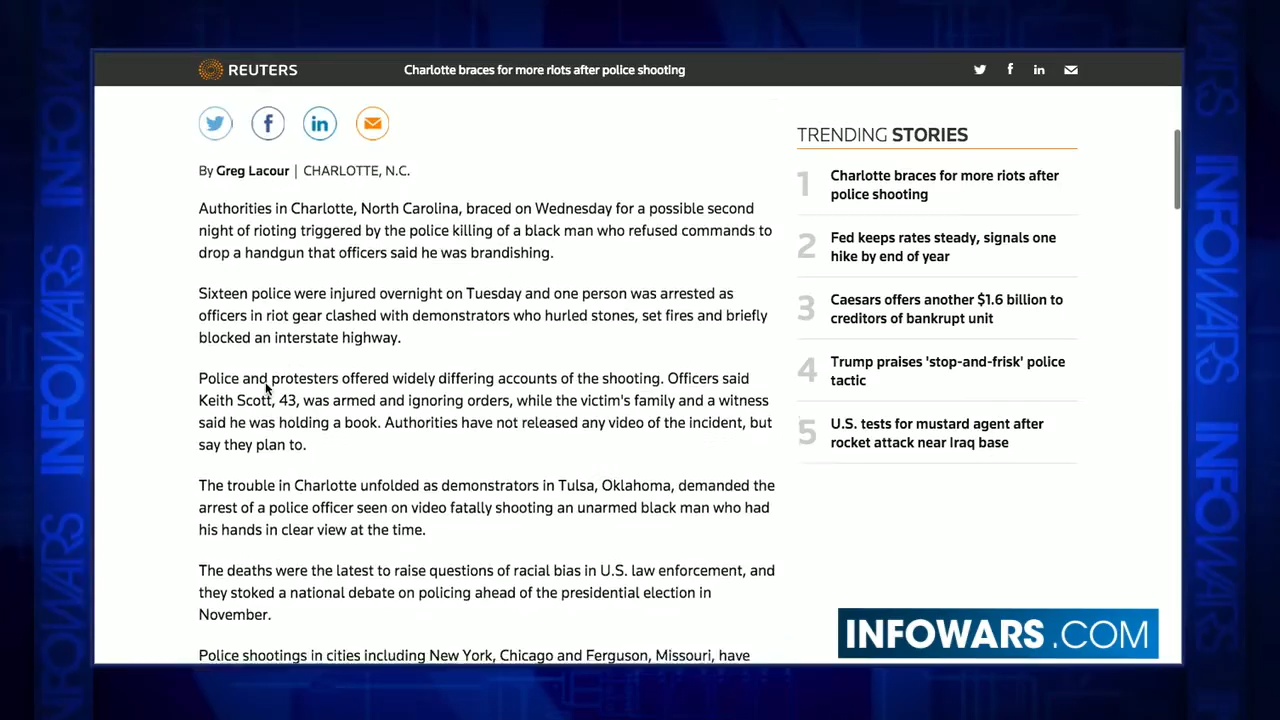 REUTERS
Charlotte braces for more riots after police shooting
By Greg Lacour | CHARLOTTE, N.C.
Authorities in Charlotte, North Carolina, braced on Wednesday for a possible second
night of rioting triggered by the police killing of a black man who refused commands to
drop a handgun that officers said he was brandishing.
Sixteen police were injured overnight on Tuesday and one person was arrested as
officers in riot gear clashed with demonstrators who hurled stones, set fires and briefly
blocked an interstate highway.
Police and protesters offered widely differing accounts of the shooting. Officers said
Keith Scott, 43, was armed and ignoring orders, while the victim's family and a witness
said he was holding a book. Authorities have not released any video of the incident, but
say they plan to.
The trouble in Charlotte unfolded as demonstrators in Tulsa, Oklahoma, demanded the
arrest of a police officer seen on video fatally shooting an unarmed black man who had
his hands in clear view at the time.
The deaths were the latest to raise questions of racial bias in U.S. law enforcement, and
they stoked a national debate on policing ahead of the presidential election in
November.
Police shootings in cities including New York, Chicago and Ferguson, Missouri, have
TRENDING STORIES
1 Charlotte braces for more riots after
police shooting
2 Fed keeps rates steady, signals one
hike by end of year
3 Caesars offers another $1.6 billion to
creditors of bankrupt unit
4 Trump praises 'stop-and-frisk' police
tactic
5 U.S. tests for mustard agent after
rocket attack near Iraq base
INFOWARS.COM
INFOWARS
INFOWARS
INFOWARS
INFOWARS